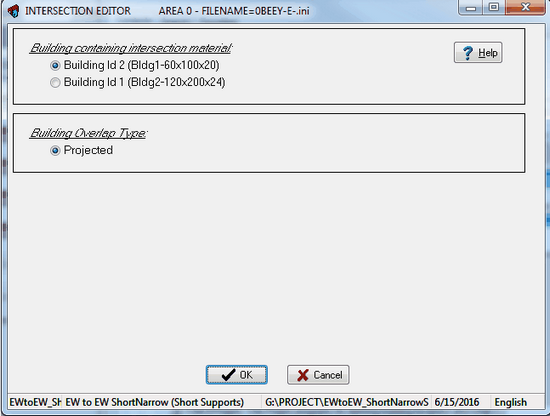 INTERSECTION EDITOR AREA 0 - FILENAME=0BEEY-E-.ini
Building containing intersection material:
Building Id 2 (Bldg1-60x100x20)
Help
Building Id 1 (Bldg2-120x200x24)
Building Overlap Type:
Projected
OK
Cancel
EWtoEW_Sh EW to EW ShortNarrow (Short Supports) G:\PROJECT\EWtoEW_ShortNarrowS 6/15/2016 English